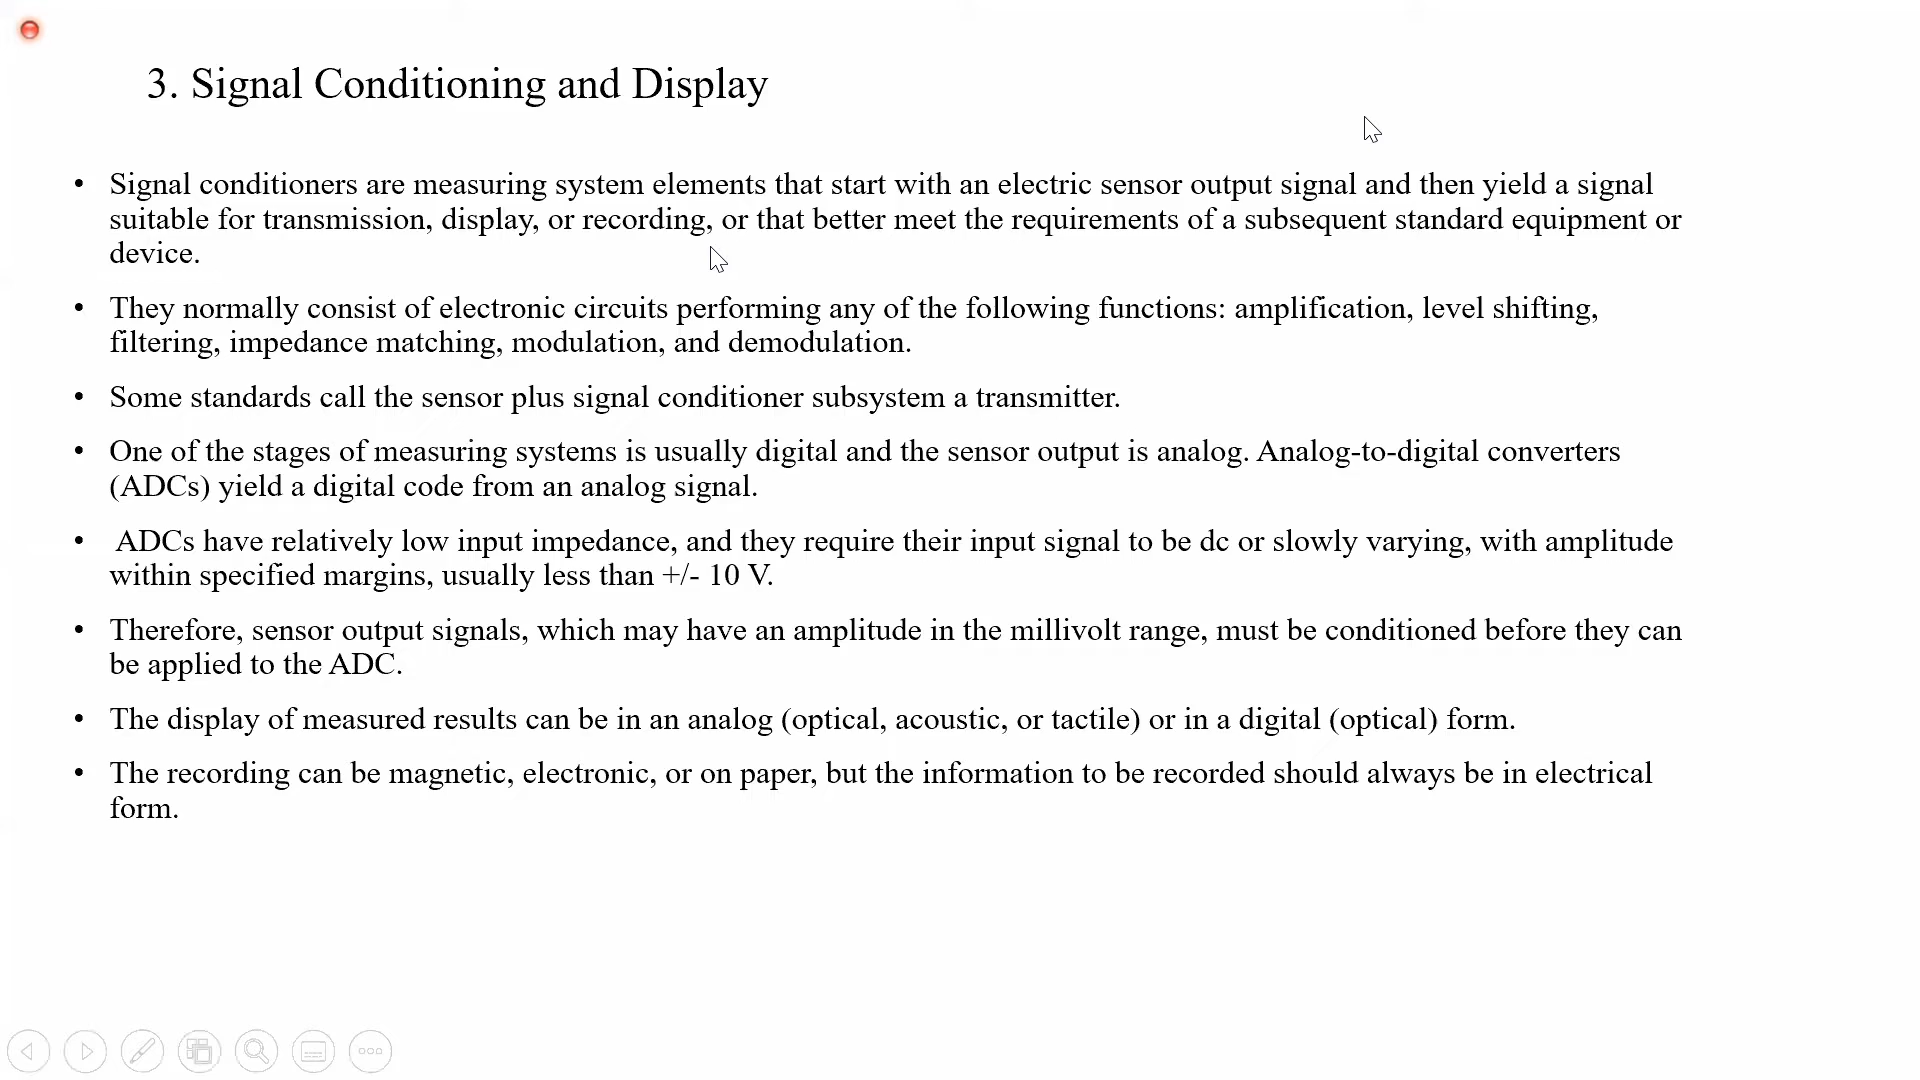 3. Signal Conditioning and Display
• Signal conditioners are measuring system elements that start with an electric sensor output signal and then yield a signal
suitable for transmission, display, or recording, or that better meet the requirements of a subsequent standard equipment or
device.
• They normally consist of electronic circuits performing any of the following functions: amplification, level shifting,
filtering, impedance matching, modulation, and demodulation.
• Some standards call the sensor plus signal conditioner subsystem a transmitter.
• One of the stages of measuring systems is usually digital and the sensor output is analog. Analog-to-digital converters
(ADCs) yield a digital code from an analog signal.
• ADCs have relatively low input impedance, and they require their input signal to be dc or slowly varying, with amplitude
within specified margins, usually less than +/- 10 V.
• Therefore, sensor output signals, which may have an amplitude in the millivolt range, must be conditioned before they can
be applied to the ADC.
• The display of measured results can be in an analog (optical, acoustic, or tactile) or in a digital (optical) form.
• The recording can be magnetic, electronic, or on paper, but the information to be recorded should always be in electrical
form.